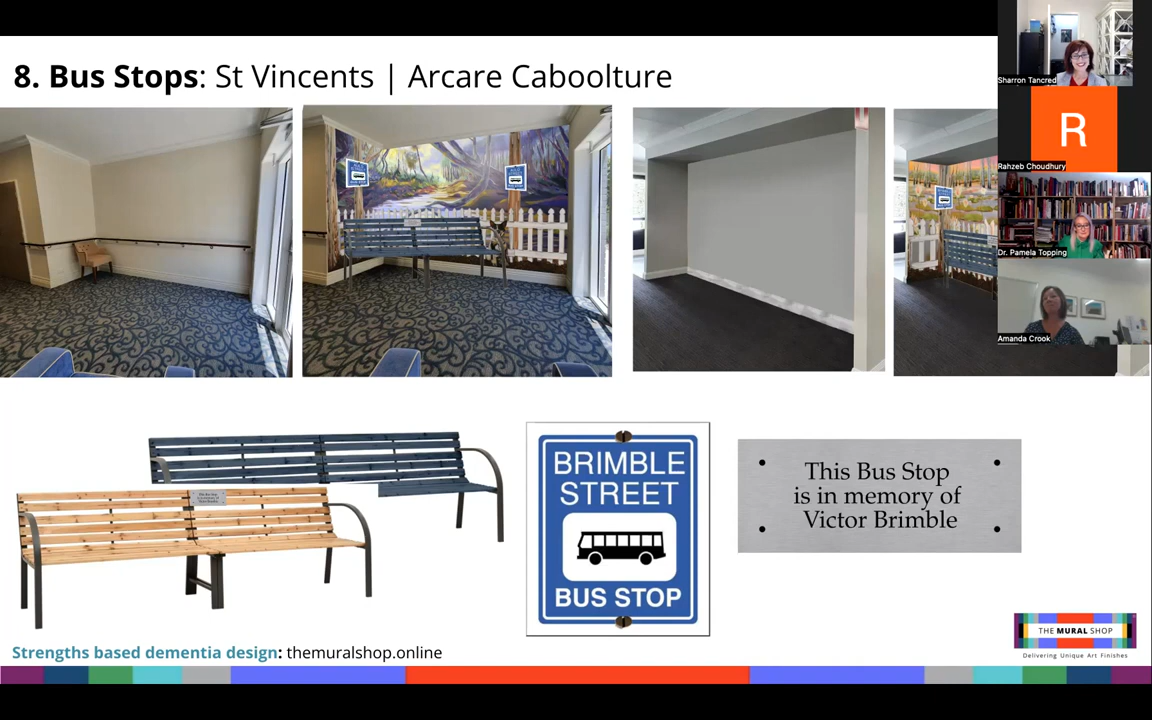 8. Bus Stops: St Vincents | Arcare Caboolture
Sharron Tancred
R
Rahzeb Choudhury
Dr. Pamela Topping
Amanda Crook
BRIMBLE
STREET
BUS STOP
This Bus Stop
is in memory of
Victor Brimble
THE MURAL SHOP
Delivering Unique Art Finishes
Strengths based dementia design: themuralshop.online